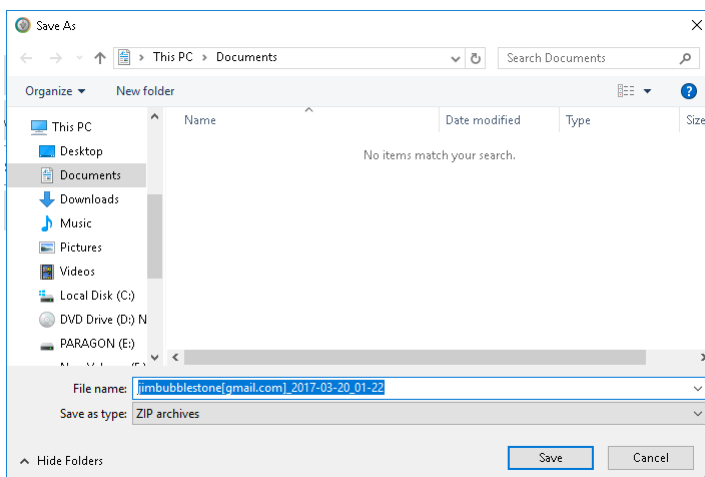 Save As
This PC > Documents
Search Documents
Organize
New folder
Name
Date modified
Type
Size
No items match your search.
This PC
Desktop
Documents
Downloads
Music
Pictures
Videos
Local Disk (C:)
DVD Drive (D:) N
PARAGON (E:)
File name: jimbubblestone[gmail.com]_2017-03-20_01-22
Save as type: ZIP archives
Hide Folders
Save
Cancel